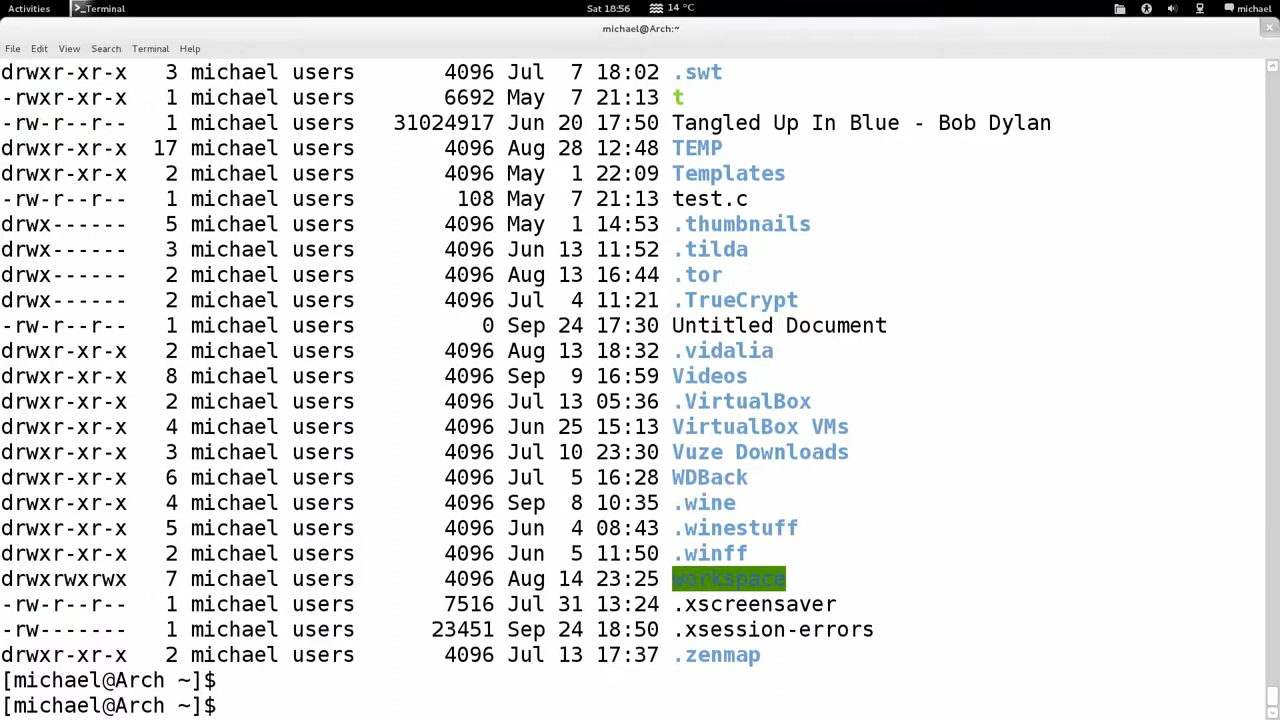 Activities >_Terminal Sat 18:56 14 °C michael
michael@Arch:~
File Edit View Search Terminal Help
drwxr-xr-x 3 michael users 4096 Jul 7 18:02 .swt
-rwxr-xr-x 1 michael users 6692 May 7 21:13 t
-rw-r--r-- 1 michael users 31024917 Jun 20 17:50 Tangled Up In Blue - Bob Dylan
drwxr-xr-x 17 michael users 4096 Aug 28 12:48 TEMP
drwxr-xr-x 2 michael users 4096 May 1 22:09 Templates
-rw-r--r-- 1 michael users 108 May 7 21:13 test.c
drwx------ 5 michael users 4096 May 1 14:53 .thumbnails
drwx------ 3 michael users 4096 Jun 13 11:52 .tilda
drwx------ 2 michael users 4096 Aug 13 16:44 .tor
drwx------ 2 michael users 4096 Jul 4 11:21 .TrueCrypt
-rw-r--r-- 1 michael users 0 Sep 24 17:30 Untitled Document
drwxr-xr-x 2 michael users 4096 Aug 13 18:32 .vidalia
drwxr-xr-x 8 michael users 4096 Sep 9 16:59 Videos
drwxr-xr-x 2 michael users 4096 Jul 13 05:36 .VirtualBox
drwxr-xr-x 4 michael users 4096 Jun 25 15:13 VirtualBox VMs
drwxr-xr-x 3 michael users 4096 Jul 10 23:30 Vuze Downloads
drwxr-xr-x 6 michael users 4096 Jul 5 16:28 WDBack
drwxr-xr-x 4 michael users 4096 Sep 8 10:35 .wine
drwxr-xr-x 5 michael users 4096 Jun 4 08:43 .winestuff
drwxr-xr-x 2 michael users 4096 Jun 5 11:50 .winff
drwxrwxrwx 7 michael users 4096 Aug 14 23:25 workspace
-rw-r--r-- 1 michael users 7516 Jul 31 13:24 .xscreensaver
-rw------- 1 michael users 23451 Sep 24 18:50 .xsession-errors
drwxr-xr-x 2 michael users 4096 Jul 13 17:37 .zenmap
[michael@Arch ~]$
[michael@Arch ~]$